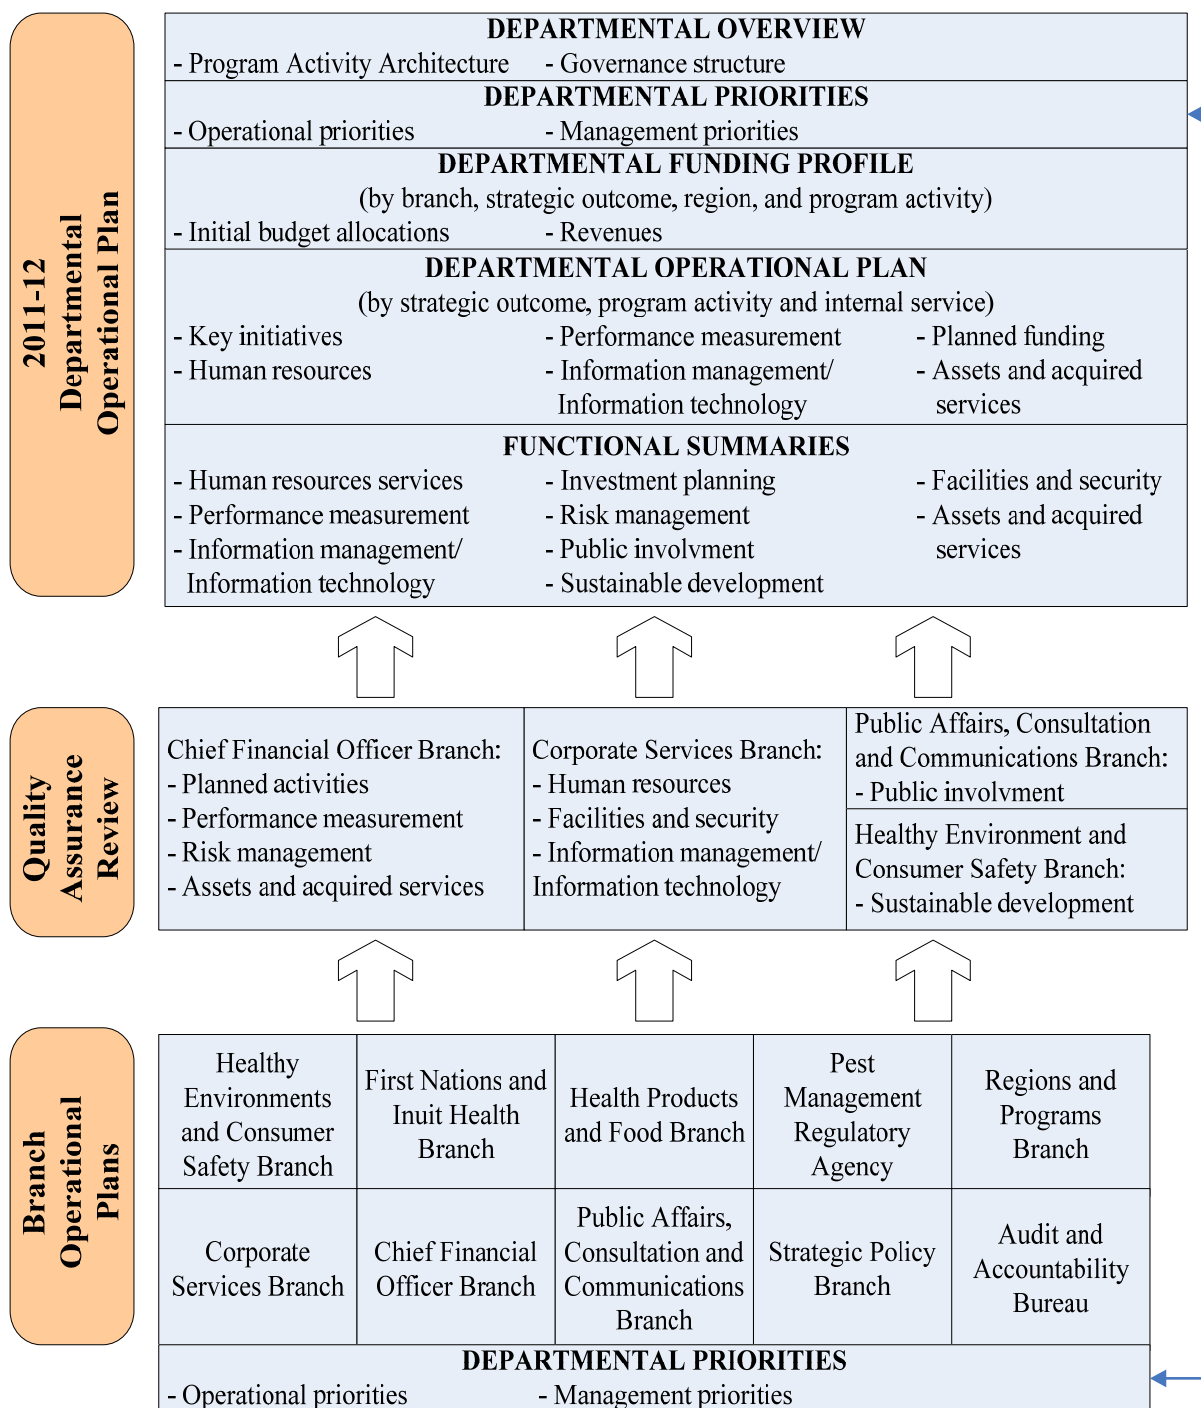 2011-12
Departmental
Operational Plan
DEPARTMENTAL OVERVIEW
- Program Activity Architecture - Governance structure
DEPARTMENTAL PRIORITIES
- Operational priorities - Management priorities
DEPARTMENTAL FUNDING PROFILE
(by branch, strategic outcome, region, and program activity)
- Initial budget allocations - Revenues
DEPARTMENTAL OPERATIONAL PLAN
(by strategic outcome, program activity and internal service)
- Key initiatives - Performance measurement - Planned funding
- Human resources - Information management/ - Assets and acquired
Information technology services
FUNCTIONAL SUMMARIES
- Human resources services - Investment planning - Facilities and security
- Performance measurement - Risk management - Assets and acquired
- Information management/ - Public involvment services
Information technology - Sustainable development
Quality
Assurance
Review
Chief Financial Officer Branch:
- Planned activities
- Performance measurement
- Risk management
- Assets and acquired services
Corporate Services Branch:
- Human resources
- Facilities and security
- Information management/
Information technology
Public Affairs, Consultation
and Communications Branch:
- Public involvment
Healthy Environment and
Consumer Safety Branch:
- Sustainable development
Branch
Operational
Plans
Healthy
Environments
and Consumer
Safety Branch
First Nations and
Inuit Health
Branch
Health Products
and Food Branch
Pest
Management
Regulatory
Agency
Regions and
Programs
Branch
Corporate
Services Branch
Chief Financial
Officer Branch
Public Affairs,
Consultation and
Communications
Branch
Strategic Policy
Branch
Audit and
Accountability
Bureau
DEPARTMENTAL PRIORITIES
- Operational priorities - Management priorities